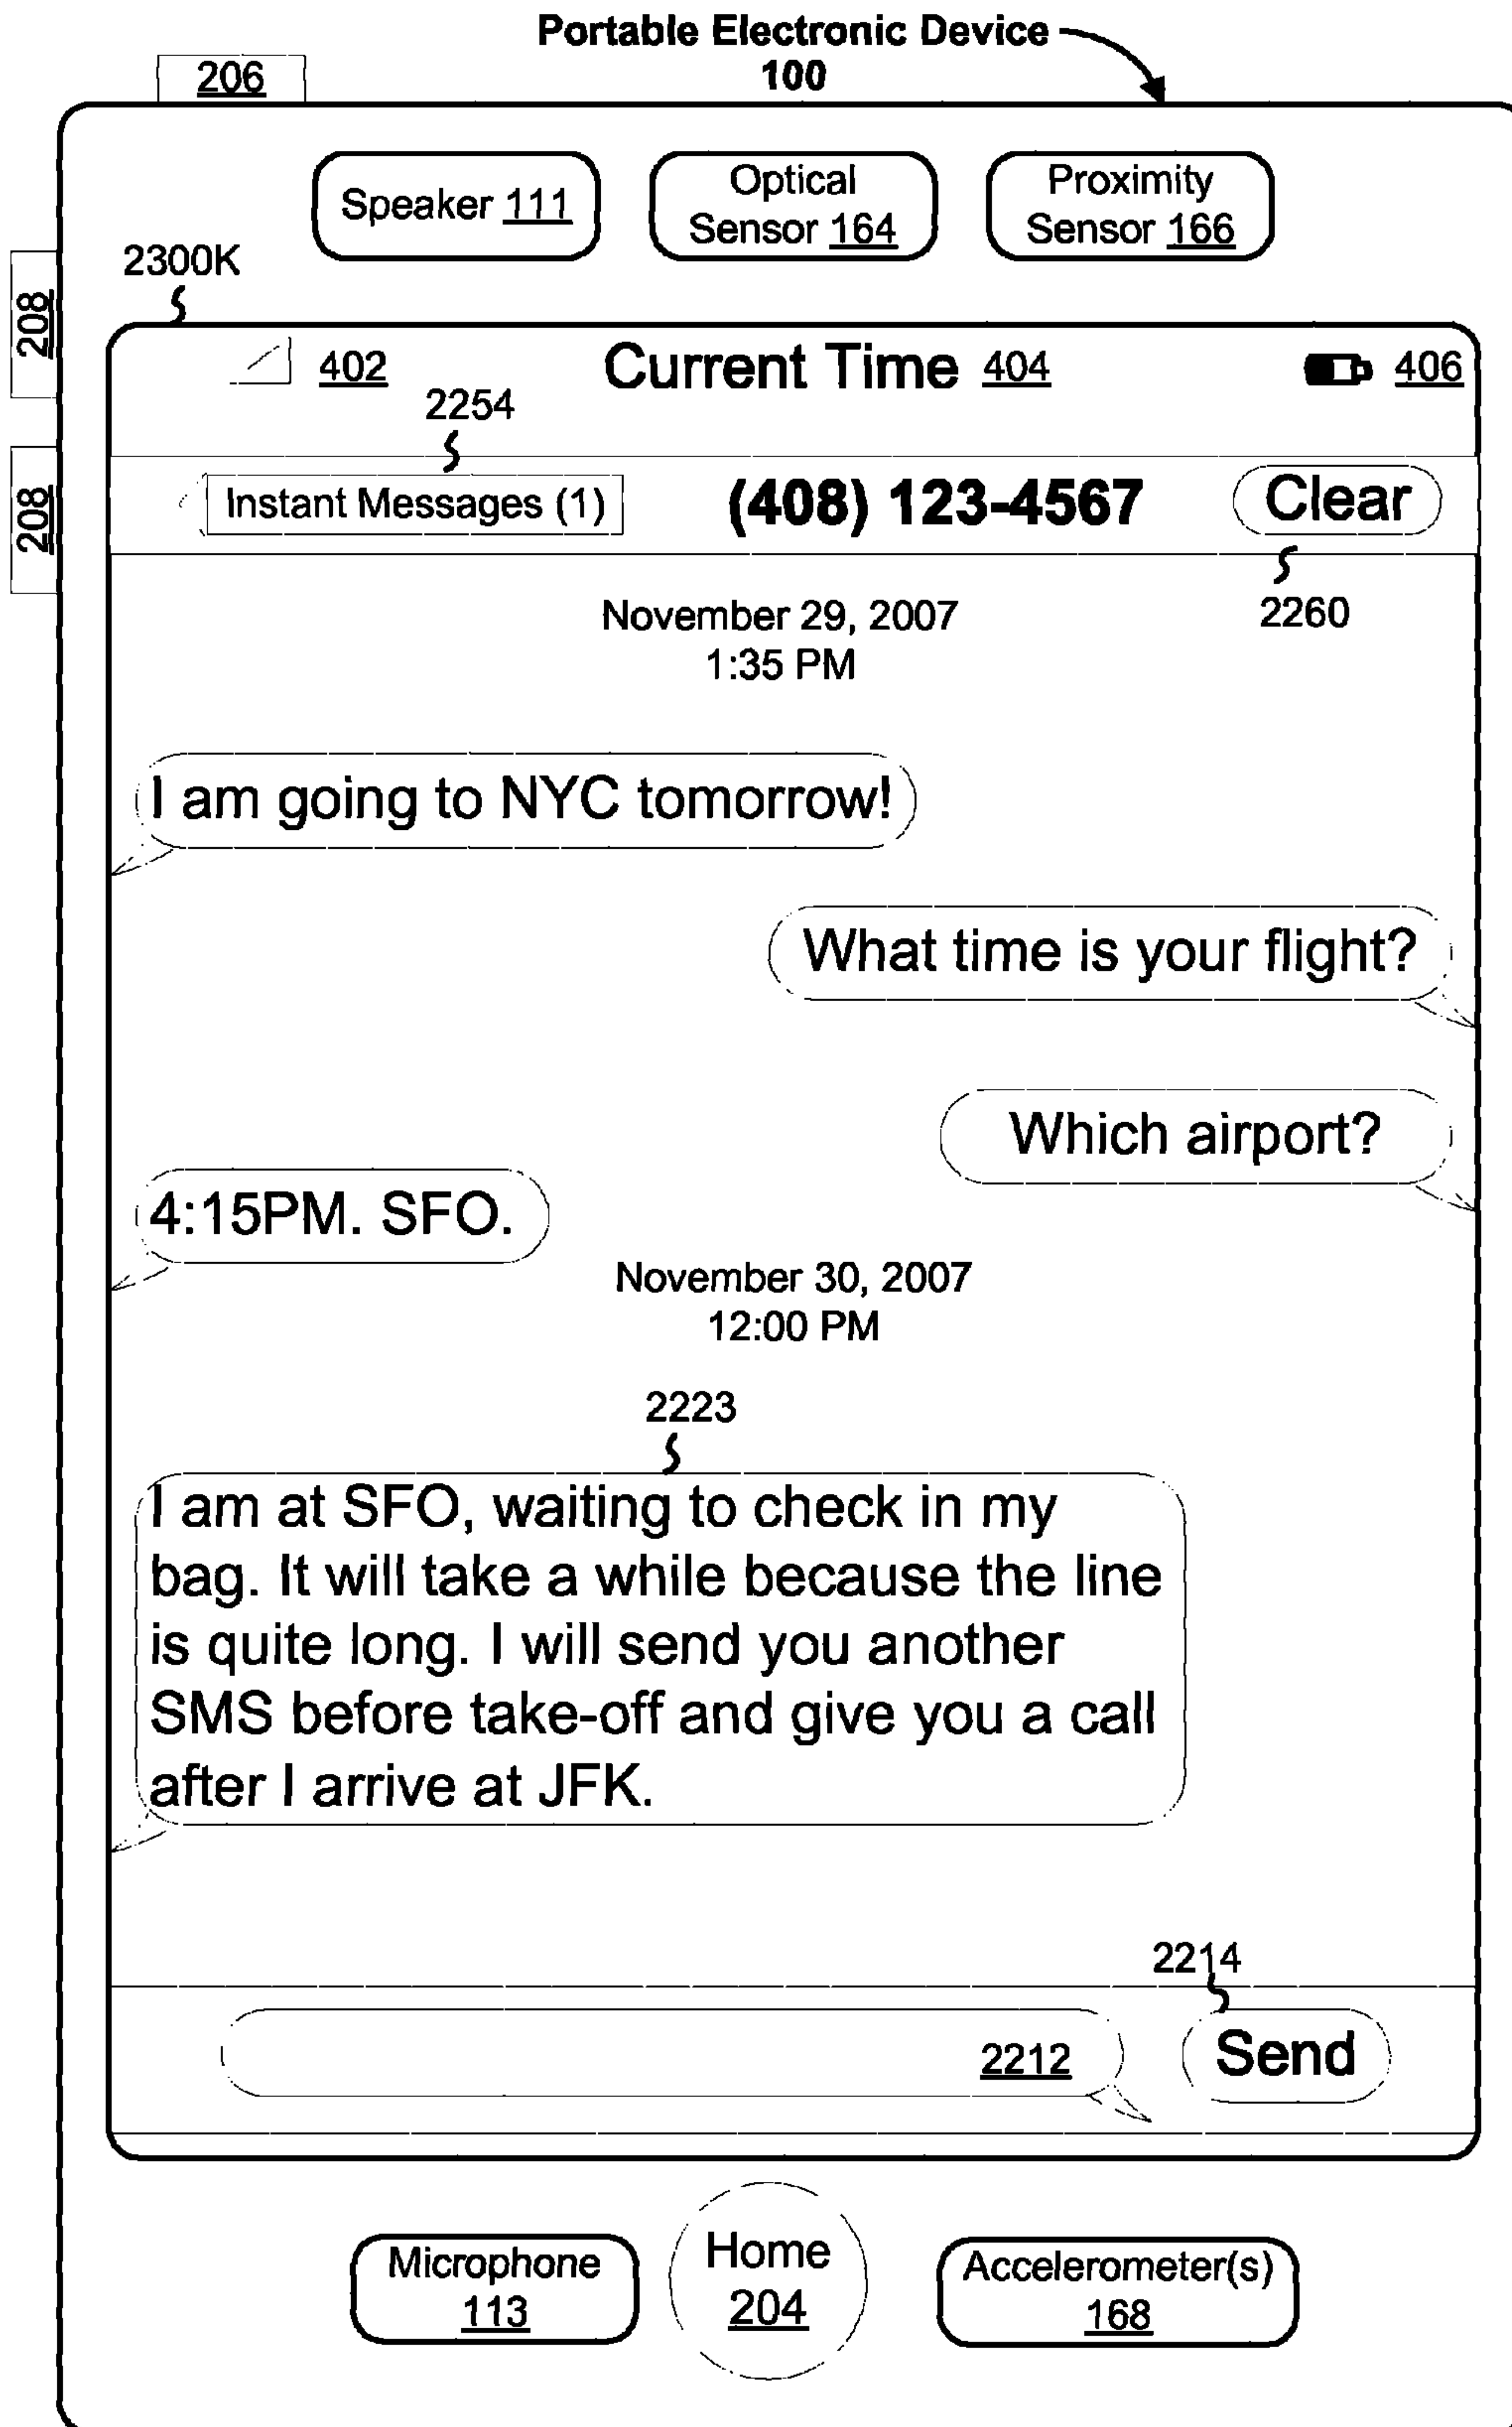 Portable Electronic Device
100
206
Speaker 111
Optical
Sensor 164
Proximity
Sensor 166
2300K
208
402
Current Time 404
406
2254
208
Instant Messages (1)
(408) 123-4567
Clear
2260
November 29, 2007
1:35 PM
I am going to NYC tomorrow!
What time is your flight?
Which airport?
4:15PM. SFO.
November 30, 2007
12:00 PM
2223
I am at SFO, waiting to check in my
bag. It will take a while because the line
is quite long. I will send you another
SMS before take-off and give you a call
after I arrive at JFK.
2214
2212
Send
Microphone
113
Home
204
Accelerometer(s)
168